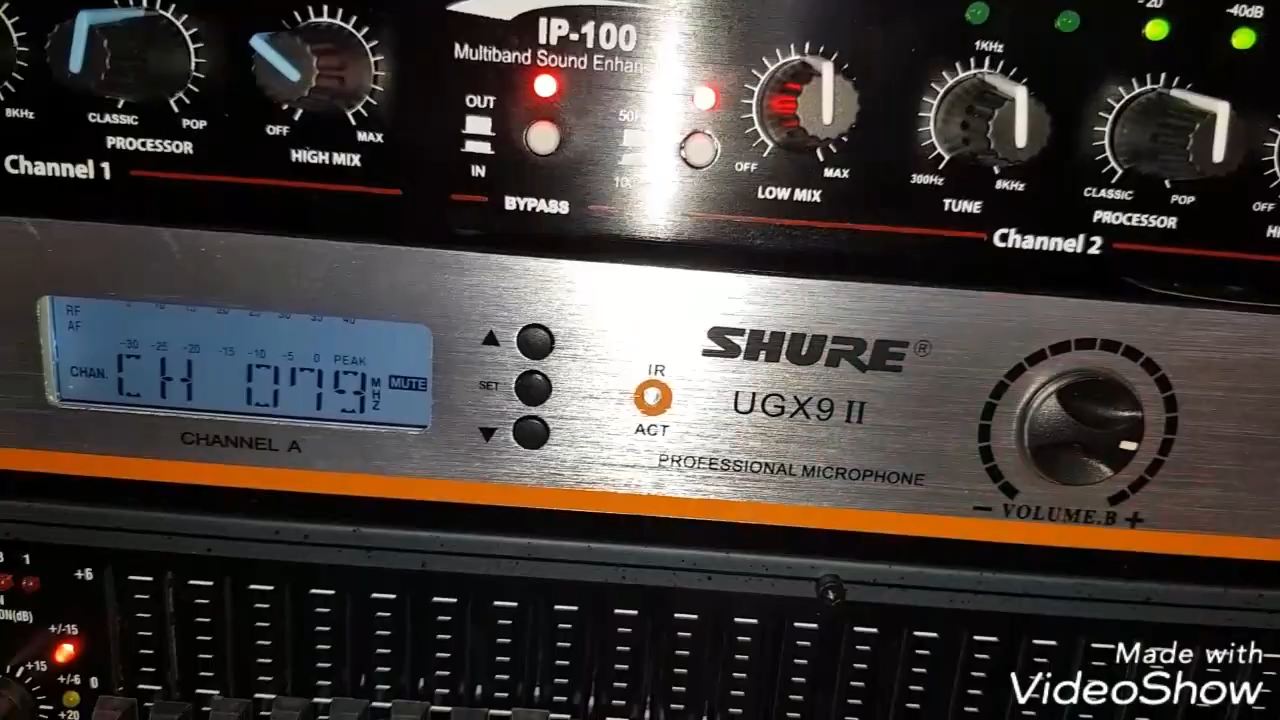 IP-100
Multiband Sound
- 20
-40dB
1KHz
8KHz
CLASSIC
POP
PROCESSOR
OFF
MAX
HIGH MIX
Channel 1
OUT
IN
BYPASS
OFF
MAX
LOW MIX
300Hz
8KHz
TUNE
CLASSIC
POP
PROCESSOR
OFF
Channel 2
RF
AF
-30 -25 -20 -15 -10 -5 0 PEAK
CHAN. CH 079 MHZ MUTE
CHANNEL A
SET
IR
ACT
SHURE®
UGX9 II
PROFESSIONAL MICROPHONE
- VOLUME.B +
1
+6
+/-15
+15
+/-6
0
+20
Made with
VideoShow